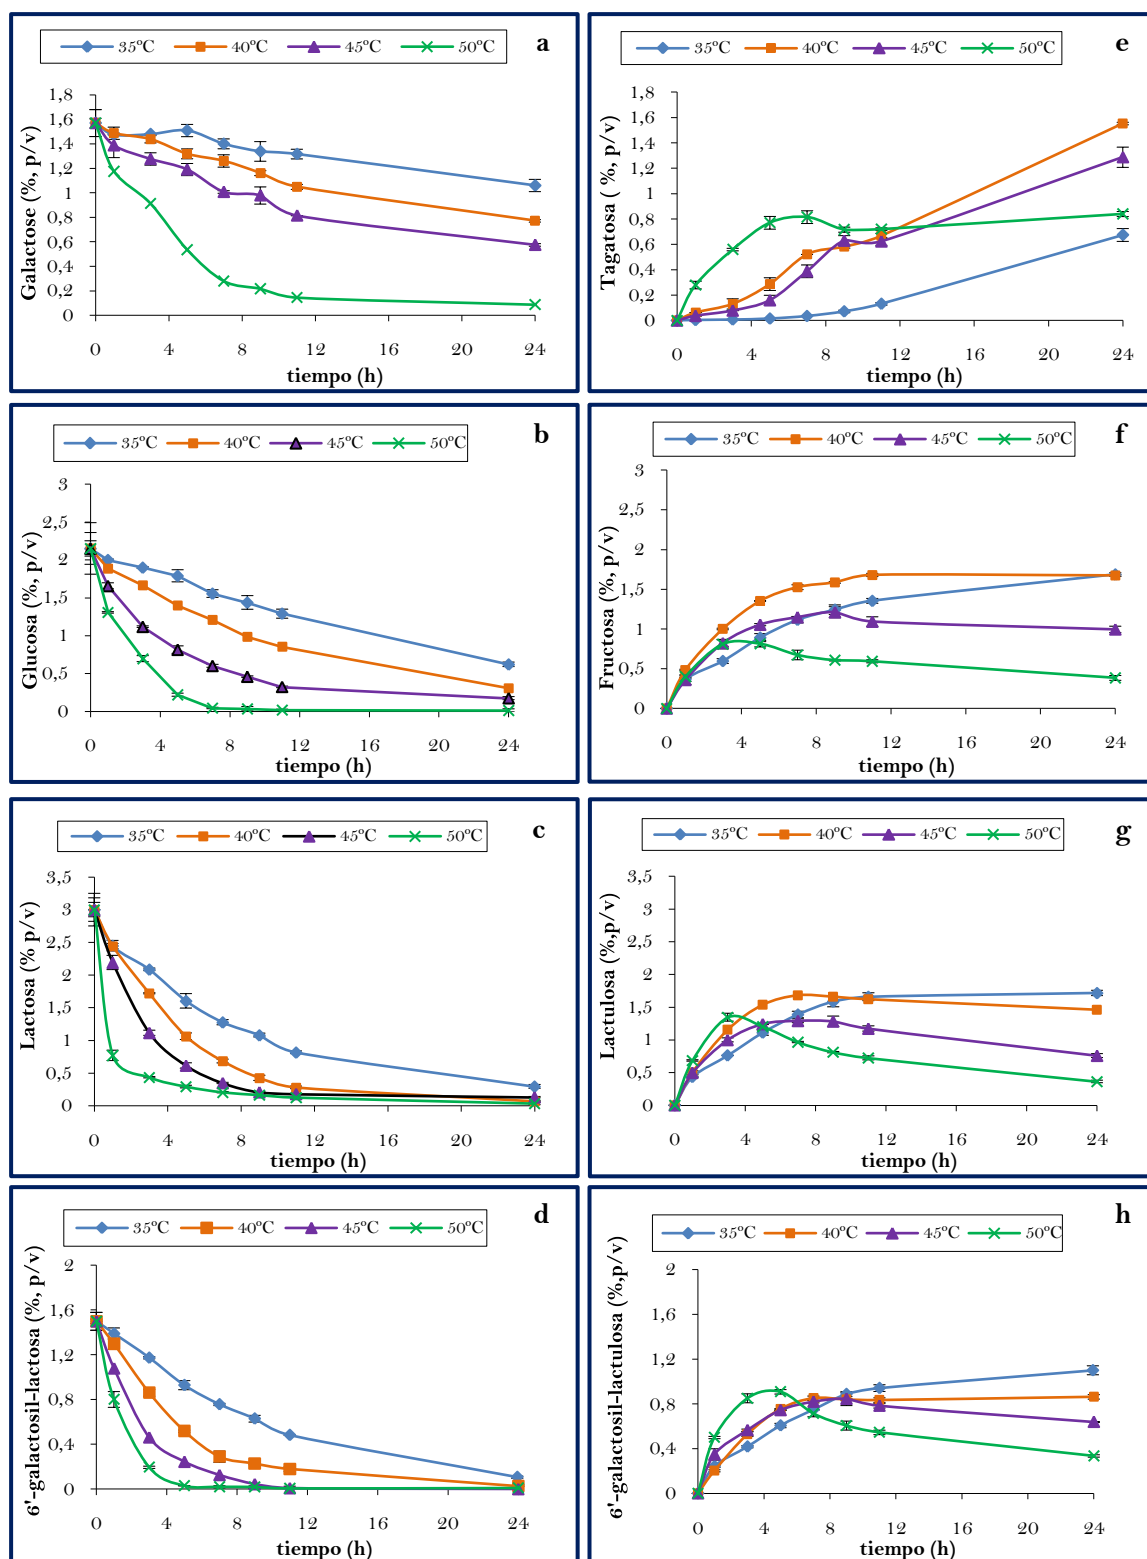 35ºC 40ºC 45ºC 50ºC
a
Galactose (%, p/v)
1,8
1,6
1,4
1,2
1
0,8
0,6
0,4
0,2
0
0 4 8 12 16 20 24
tiempo (h)
35ºC 40ºC 45ºC 50ºC
e
Tagatosa ( %, p/v)
1,8
1,6
1,4
1,2
1
0,8
0,6
0,4
0,2
0
0 4 8 12 16 20 24
tiempo (h)
35ºC 40ºC 45ºC 50ºC
b
Glucosa (%, p/v)
3
2,5
2
1,5
1
0,5
0
0 4 8 12 16 20 24
tiempo (h)
35ºC 40ºC 45ºC 50ºC
f
Fructosa (%, p/v)
3
2,5
2
1,5
1
0,5
0
0 4 8 12 16 20 24
tiempo (h)
35ºC 40ºC 45ºC 50ºC
c
Lactosa (% p/v)
3,5
3
2,5
2
1,5
1
0,5
0
0 4 8 12 16 20 24
tiempo (h)
35ºC 40ºC 45ºC 50ºC
g
Lactulosa (%,p/v)
3,5
3
2,5
2
1,5
1
0,5
0
0 4 8 12 16 20 24
tiempo (h)
35ºC 40ºC 45ºC 50ºC
d
6'-galactosil-lactosa (%, p/v)
2
1,6
1,2
0,8
0,4
0
0 4 8 12 16 20 24
tiempo (h)
35ºC 40ºC 45ºC 50ºC
h
6'-galactosil-lactulosa (%,p/v)
2
1,6
1,2
0,8
0,4
0
0 4 8 12 16 20 24
tiempo (h)